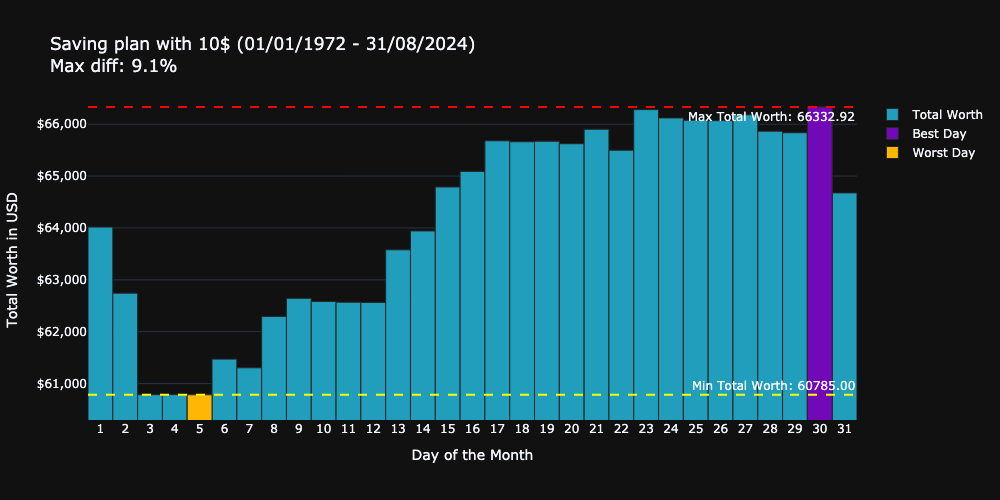 Saving plan with 10$ (01/01/1972 - 31/08/2024)
Max diff: 9.1%
Max Total Worth: 66332.92
Total Worth
Best Day
Worst Day
$66,000
$65,000
$64,000
$63,000
$62,000
$61,000
Total Worth in USD
Min Total Worth: 60785.00
1 2 3 4 5 6 7 8 9 10 11 12 13 14 15 16 17 18 19 20 21 22 23 24 25 26 27 28 29 30 31
Day of the Month